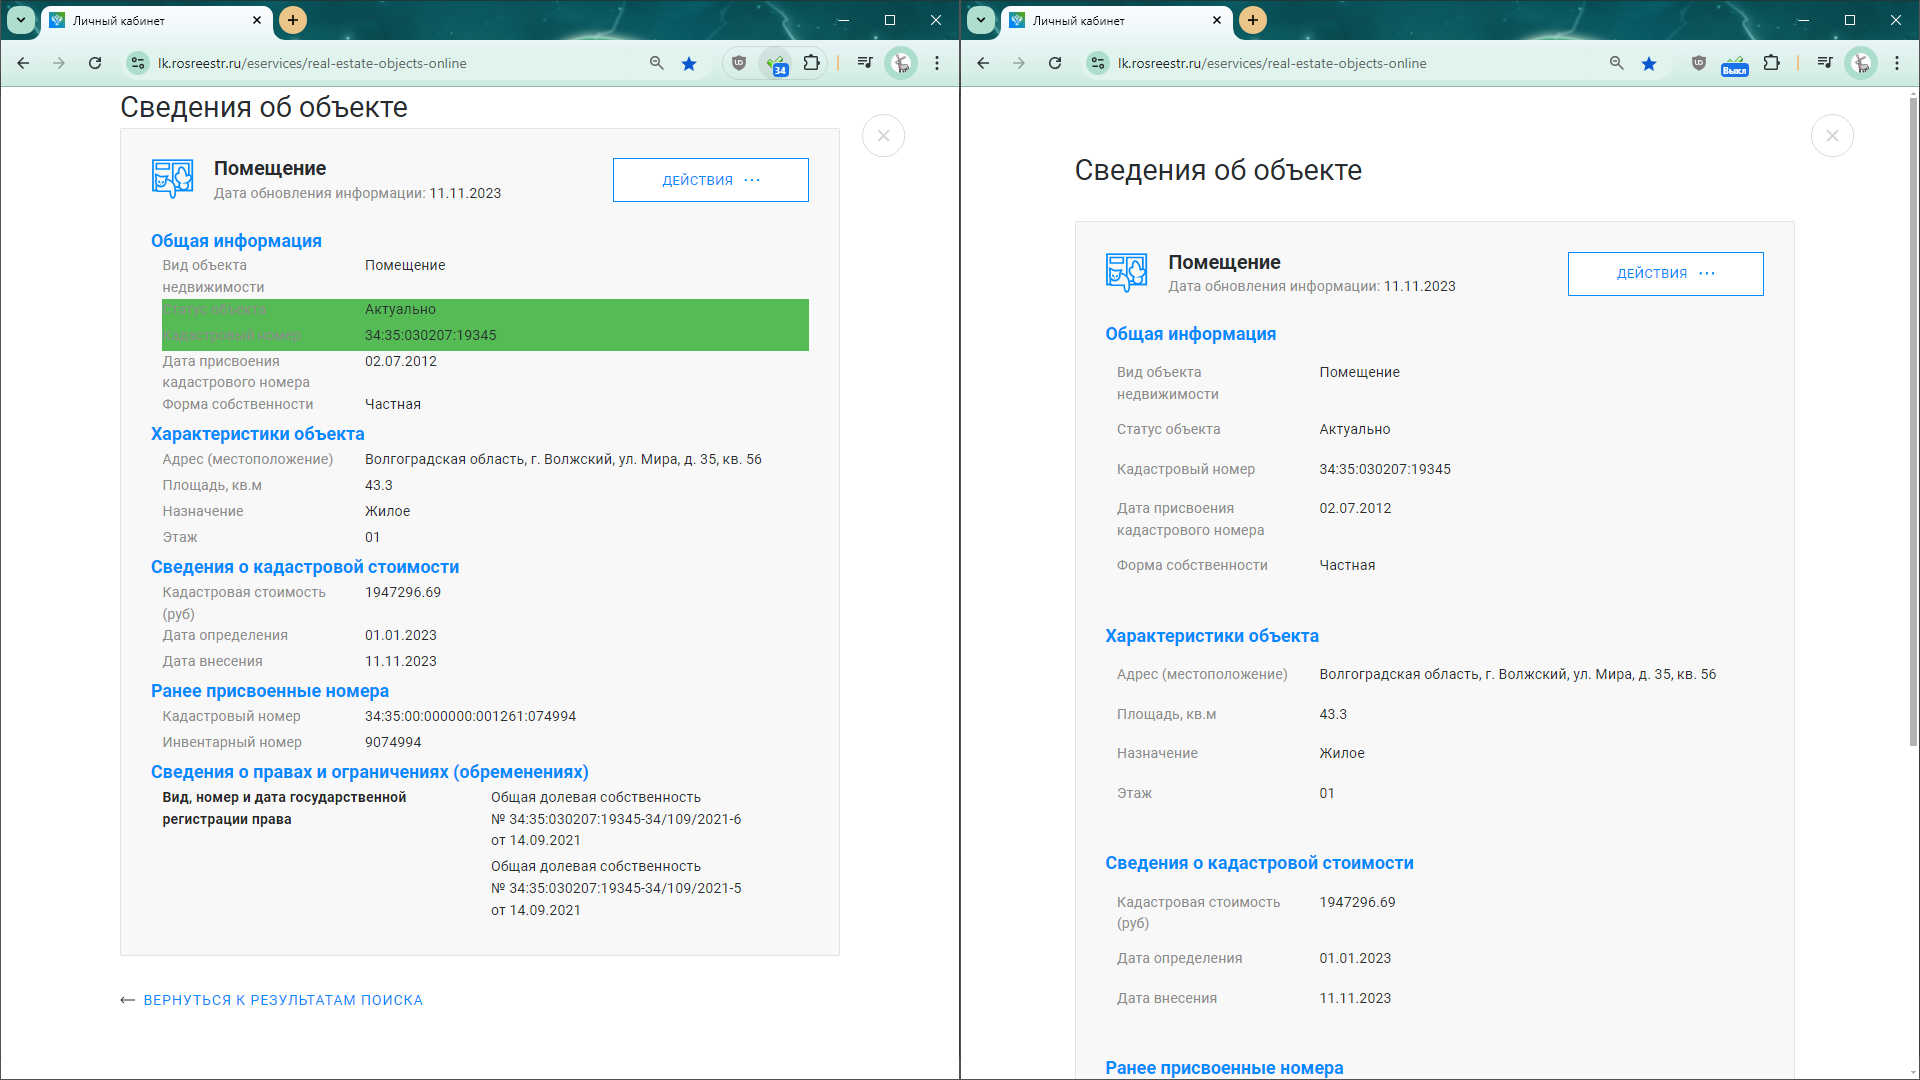 Личный кабинет
lk.rosreestr.ru/eservices/real-estate-objects-online
34
Сведения об объекте
Помещение
Дата обновления информации: 11.11.2023
ДЕЙСТВИЯ ...
Общая информация
Вид объекта недвижимости
Помещение
Статус объекта
Актуально
Кадастровый номер
34:35:030207:19345
Дата присвоения кадастрового номера
02.07.2012
Форма собственности
Частная
Характеристики объекта
Адрес (местоположение)
Волгоградская область, г. Волжский, ул. Мира, д. 35, кв. 56
Площадь, кв.м
43.3
Назначение
Жилое
Этаж
01
Сведения о кадастровой стоимости
Кадастровая стоимость (руб)
1947296.69
Дата определения
01.01.2023
Дата внесения
11.11.2023
Ранее присвоенные номера
Кадастровый номер
34:35:00:000000:001261:074994
Инвентарный номер
9074994
Сведения о правах и ограничениях (обременениях)
Вид, номер и дата государственной регистрации права
Общая долевая собственность
№ 34:35:030207:19345-34/109/2021-6
от 14.09.2021
Общая долевая собственность
№ 34:35:030207:19345-34/109/2021-5
от 14.09.2021
ВЕРНУТЬСЯ К РЕЗУЛЬТАТАМ ПОИСКА
Личный кабинет
lk.rosreestr.ru/eservices/real-estate-objects-online
Выкл
Сведения об объекте
Помещение
Дата обновления информации: 11.11.2023
ДЕЙСТВИЯ ...
Общая информация
Вид объекта недвижимости
Помещение
Статус объекта
Актуально
Кадастровый номер
34:35:030207:19345
Дата присвоения кадастрового номера
02.07.2012
Форма собственности
Частная
Характеристики объекта
Адрес (местоположение)
Волгоградская область, г. Волжский, ул. Мира, д. 35, кв. 56
Площадь, кв.м
43.3
Назначение
Жилое
Этаж
01
Сведения о кадастровой стоимости
Кадастровая стоимость (руб)
1947296.69
Дата определения
01.01.2023
Дата внесения
11.11.2023
Ранее присвоенные номера